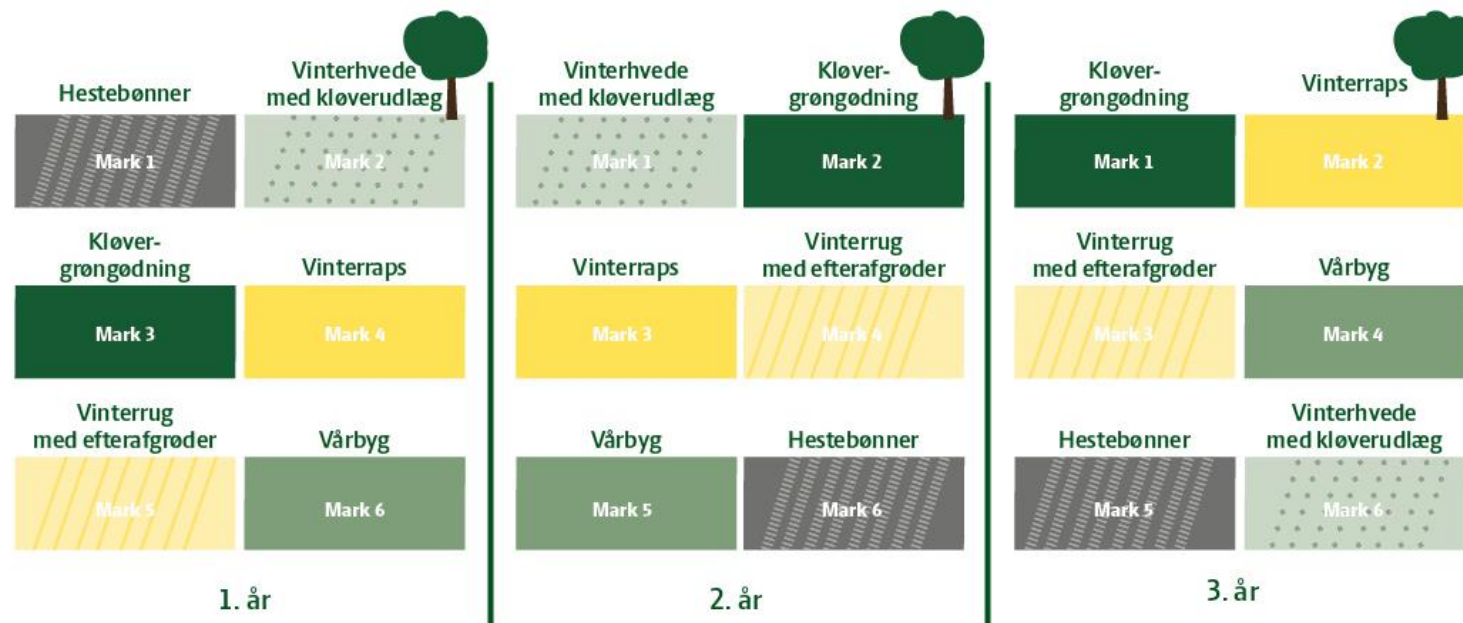 Hestebønner
Mark 1
Vinterhvede
med kløverudlæg
Mark 2
Kløver-
grøngødning
Mark 3
Vinterraps
Mark 4
Vinterrug
med efterafgrøder
Mark 5
Vårbyg
Mark 6
1. år
Vinterhvede
med kløverudlæg
Mark 1
Kløver-
grøngødning
Mark 2
Vinterraps
Mark 3
Vinterrug
med efterafgrøder
Mark 4
Vårbyg
Mark 5
Hestebønner
Mark 6
2. år
Kløver-
grøngødning
Mark 1
Vinterraps
Mark 2
Vinterrug
med efterafgrøder
Mark 3
Vårbyg
Mark 4
Hestebønner
Mark 5
Vinterhvede
med kløverudlæg
Mark 6
3. år